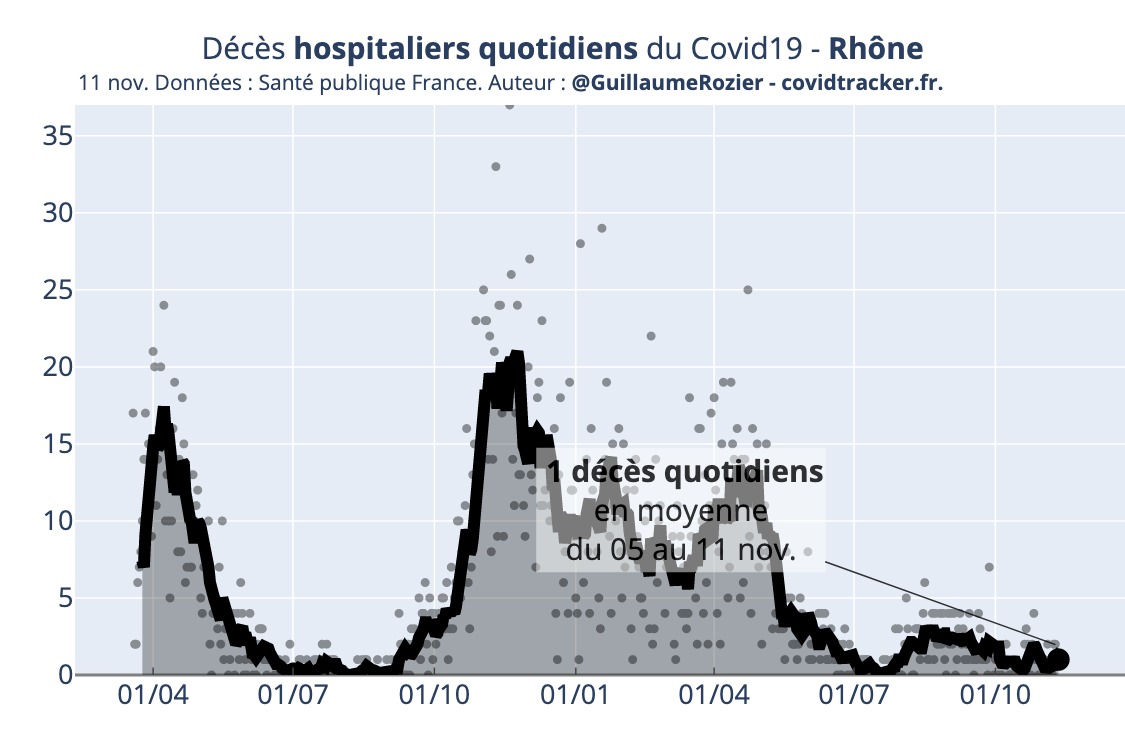 Décès hospitaliers quotidiens du Covid19 - Rhône
11 nov. Données : Santé publique France. Auteur : @GuillaumeRozier - covidtracker.fr.
35
30
25
20
15
10
5
0
1 décès quotidiens
en moyenne
du 05 au 11 nov.
01/04 01/07 01/10 01/01 01/04 01/07 01/10